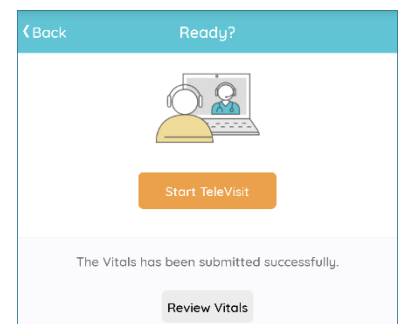 Back
Ready?
Start TeleVisit
The Vitals has been submitted successfully.
Review Vitals